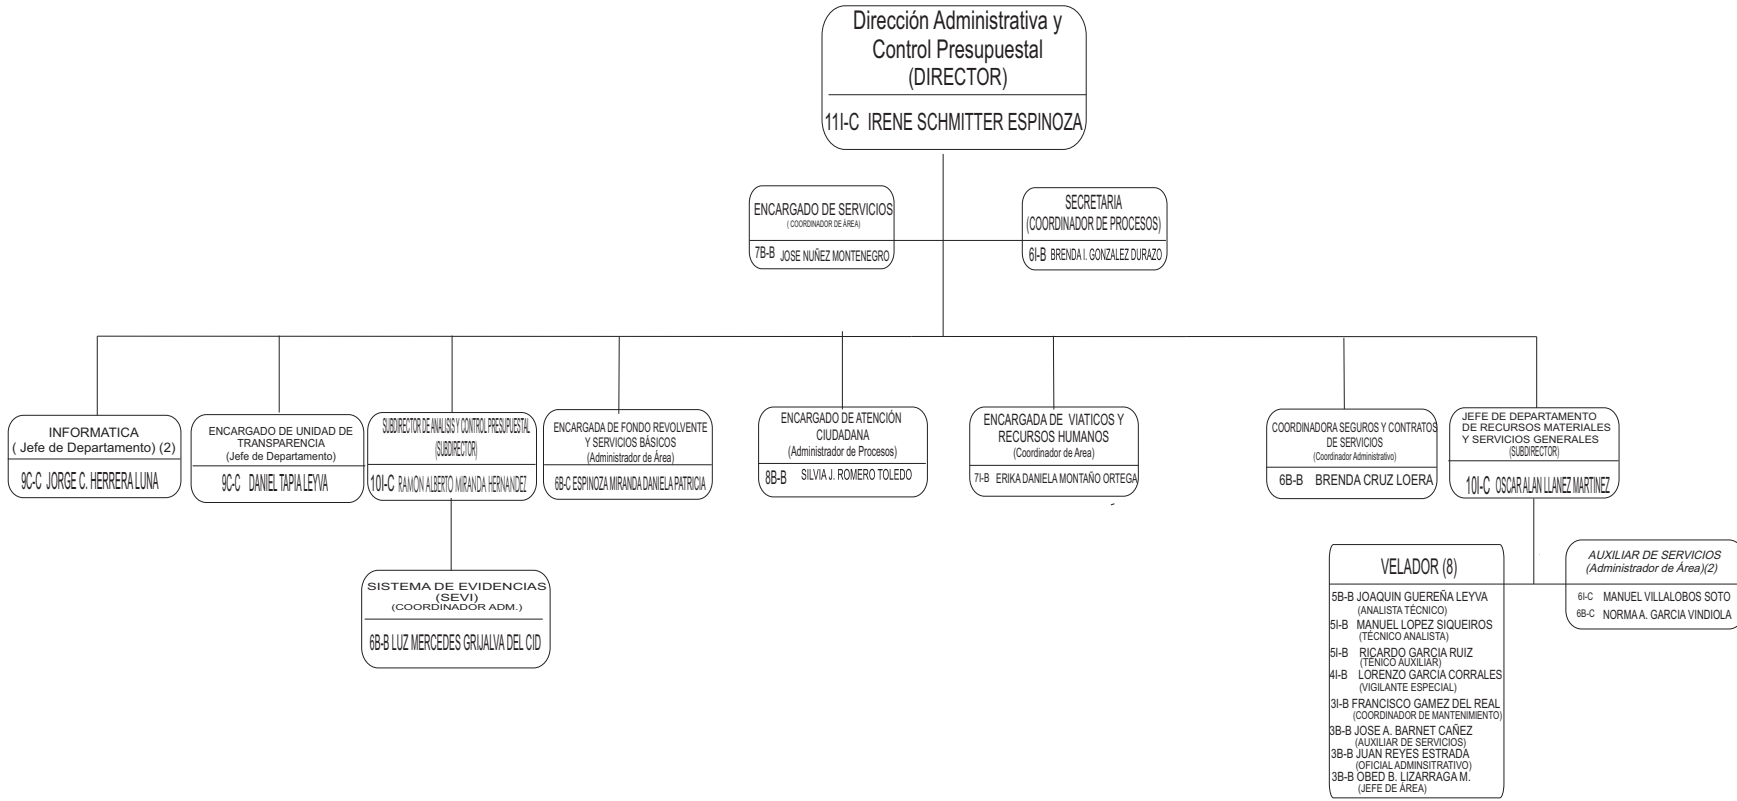 Dirección Administrativa y
Control Presupuestal
(DIRECTOR)
11I-C IRENE SCHMITTER ESPINOZA
ENCARGADO DE SERVICIOS
( COORDINADOR DE ÁREA)
7B-B JOSE NUÑEZ MONTENEGRO
SECRETARIA
(COORDINADOR DE PROCESOS)
6I-B BRENDA I. GONZALEZ DURAZO
INFORMATICA
( Jefe de Departamento) (2)
9C-C JORGE C. HERRERA LUNA
ENCARGADO DE UNIDAD DE
TRANSPARENCIA
(Jefe de Departamento)
9C-C DANIEL TAPIA LEYVA
SUBDIRECTOR DE ANALISIS Y CONTROL PRESUPUESTAL
(SUBDIRECTOR)
10I-C RAMÓN ALBERTO MIRANDA HERNANDEZ
ENCARGADA DE FONDO REVOLVENTE
Y SERVICIOS BÁSICOS
(Administrador de Área)
6B-C ESPINOZA MIRANDA DANIELA PATRICIA
ENCARGADO DE ATENCIÓN
CIUDADANA
(Administrador de Procesos)
8B-B SILVIA J. ROMERO TOLEDO
ENCARGADA DE VIATICOS Y
RECURSOS HUMANOS
(Coordinador de Area)
7I-B ERIKA DANIELA MONTAÑO ORTEGA
COORDINADORA SEGUROS Y CONTRATOS
DE SERVICIOS
(Coordinador Administrativo)
6B-B BRENDA CRUZ LOERA
JEFE DE DEPARTAMENTO
DE RECURSOS MATERIALES
Y SERVICIOS GENERALES
(SUBDIRECTOR)
10I-C OSCAR ALAN LLANEZ MARTINEZ
SISTEMA DE EVIDENCIAS
(SEVI)
(COORDINADOR ADM.)
6B-B LUZ MERCEDES GRIJALVA DEL CID
VELADOR (8)
5B-B JOAQUIN GUEREÑA LEYVA
(ANALISTA TÉCNICO)
5I-B MANUEL LOPEZ SIQUEIROS
(TÉCNICO ANALISTA)
5I-B RICARDO GARCIA RUIZ
(TÉNICO AUXILIAR)
4I-B LORENZO GARCIA CORRALES
(VIGILANTE ESPECIAL)
3I-B FRANCISCO GAMEZ DEL REAL
(COORDINADOR DE MANTENIMIENTO)
3B-B JOSE A. BARNET CAÑEZ
(AUXILIAR DE SERVICIOS)
3B-B JUAN REYES ESTRADA
(OFICIAL ADMINSITRATIVO)
3B-B OBED B. LIZARRAGA M.
(JEFE DE ÁREA)
AUXILIAR DE SERVICIOS
(Administrador de Área)(2)
6I-C MANUEL VILLALOBOS SOTO
6B-C NORMA A. GARCIA VINDIOLA